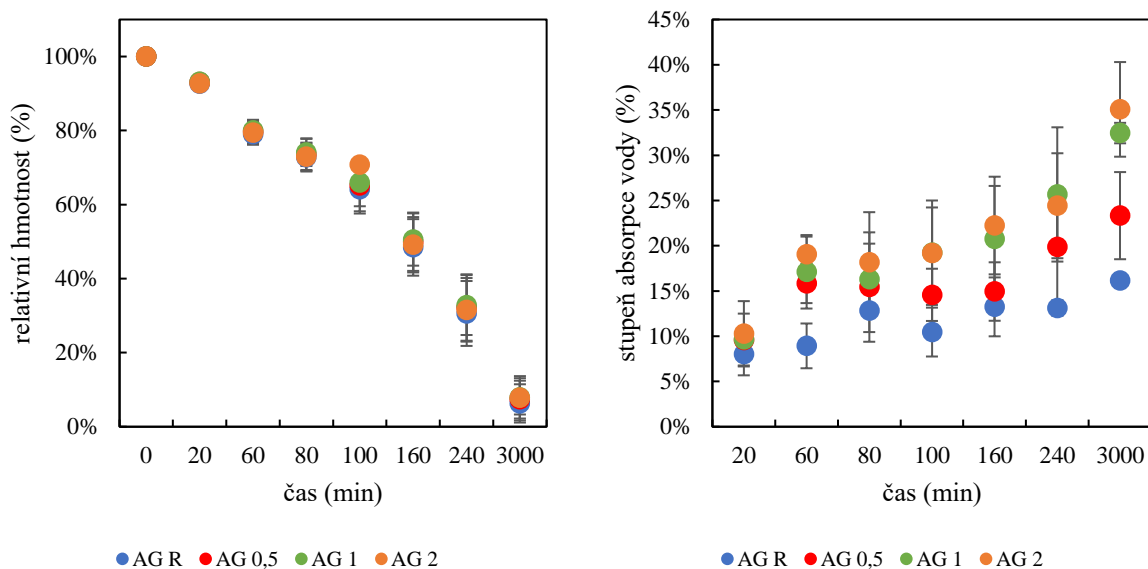 relativní hmotnost (%)
100%
80%
60%
40%
20%
0%
0 20 60 80 100 160 240 3000
čas (min)
AG R AG 0,5 AG 1 AG 2
stupeň absorpce vody (%)
45%
40%
35%
30%
25%
20%
15%
10%
5%
0%
20 60 80 100 160 240 3000
čas (min)
AG R AG 0,5 AG 1 AG 2